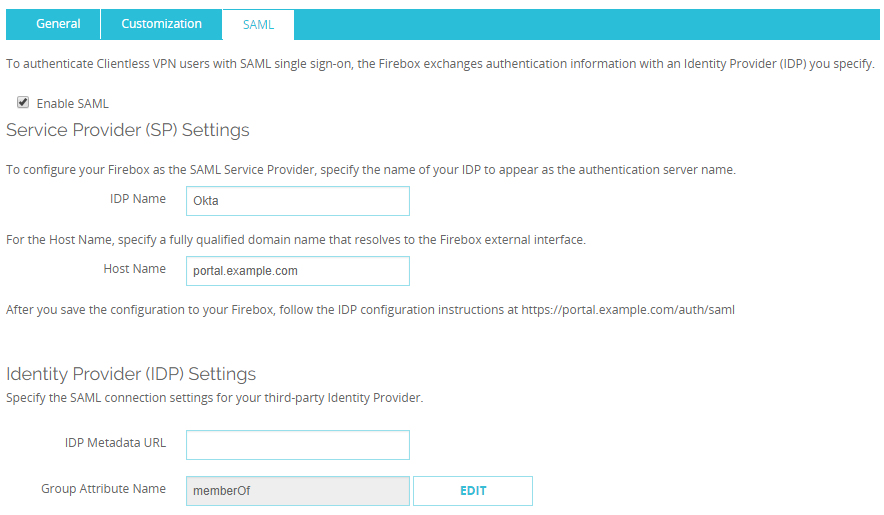 General Customization SAML
To authenticate Clientless VPN users with SAML single sign-on, the Firebox exchanges authentication information with an Identity Provider (IDP) you specify.
Enable SAML
Service Provider (SP) Settings
To configure your Firebox as the SAML Service Provider, specify the name of your IDP to appear as the authentication server name.
IDP Name Okta
For the Host Name, specify a fully qualified domain name that resolves to the Firebox external interface.
Host Name portal.example.com
After you save the configuration to your Firebox, follow the IDP configuration instructions at https://portal.example.com/auth/saml
Identity Provider (IDP) Settings
Specify the SAML connection settings for your third-party Identity Provider.
IDP Metadata URL
Group Attribute Name memberOf EDIT